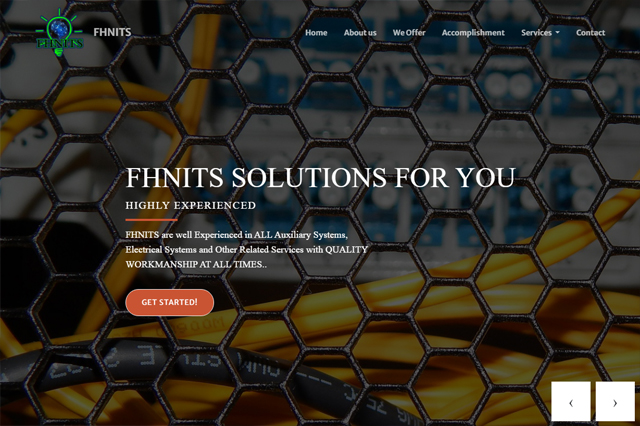 FHNITS
FHNITS
Home
About us
We Offer
Accomplishment
Services
Contact
FHNITS SOLUTIONS FOR YOU
HIGHLY EXPERIENCED
FHNITS are well Experienced in ALL Auxiliary Systems,
Electrical Systems and Other Related Services with QUALITY
WORKMANSHIP AT ALL TIMES..
GET STARTED!
‹
›